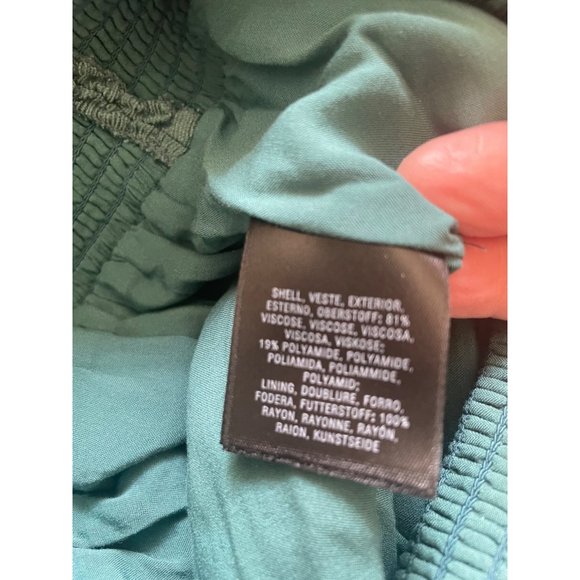 SHELL, VESTE, EXTERIOR,
ESTERNO, OBERSTOFF: 81%
VISCOSE, VISCOSE, VISCOSA,
VISCOSA, VISKOSE;
19% POLYAMIDE, POLYAMIDE,
POLIAMIDA, POLIAMMIDE,
POLYAMID;
LINING, DOUBLURE, FORRO,
FODERA, FUTTERSTOFF: 100%
RAYON, RAYONNE, RAYON,
RAION, KUNSTSEIDE